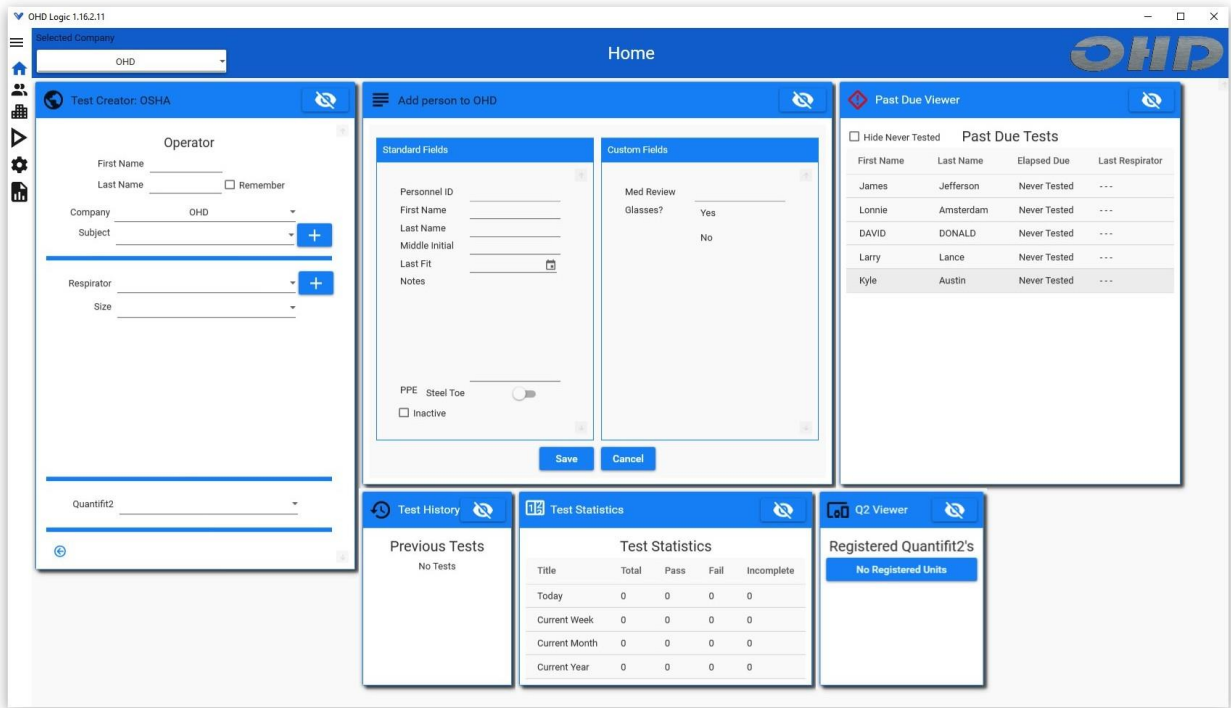 OHD Logic 1.16.2.11
Selected Company
OHD
Home
OHD
Test Creator: OSHA
Operator
First Name
Last Name Remember
Company OHD
Subject
+
Respirator
+
Size
Quantifit2
Add person to OHD
Standard Fields
Personnel ID
First Name
Last Name
Middle Initial
Last Fit
Notes
PPE Steel Toe
Inactive
Custom Fields
Med Review
Glasses? Yes
No
Save Cancel
Past Due Viewer
Hide Never Tested Past Due Tests
First Name Last Name Elapsed Due Last Respirator
James Jefferson Never Tested ---
Lonnie Amsterdam Never Tested ---
DAVID DONALD Never Tested ---
Larry Lance Never Tested ---
Kyle Austin Never Tested ---
Test History
Previous Tests
No Tests
Test Statistics
Test Statistics
Title Total Pass Fail Incomplete
Today 0 0 0 0
Current Week 0 0 0 0
Current Month 0 0 0 0
Current Year 0 0 0 0
Q2 Viewer
Registered Quantifit2's
No Registered Units